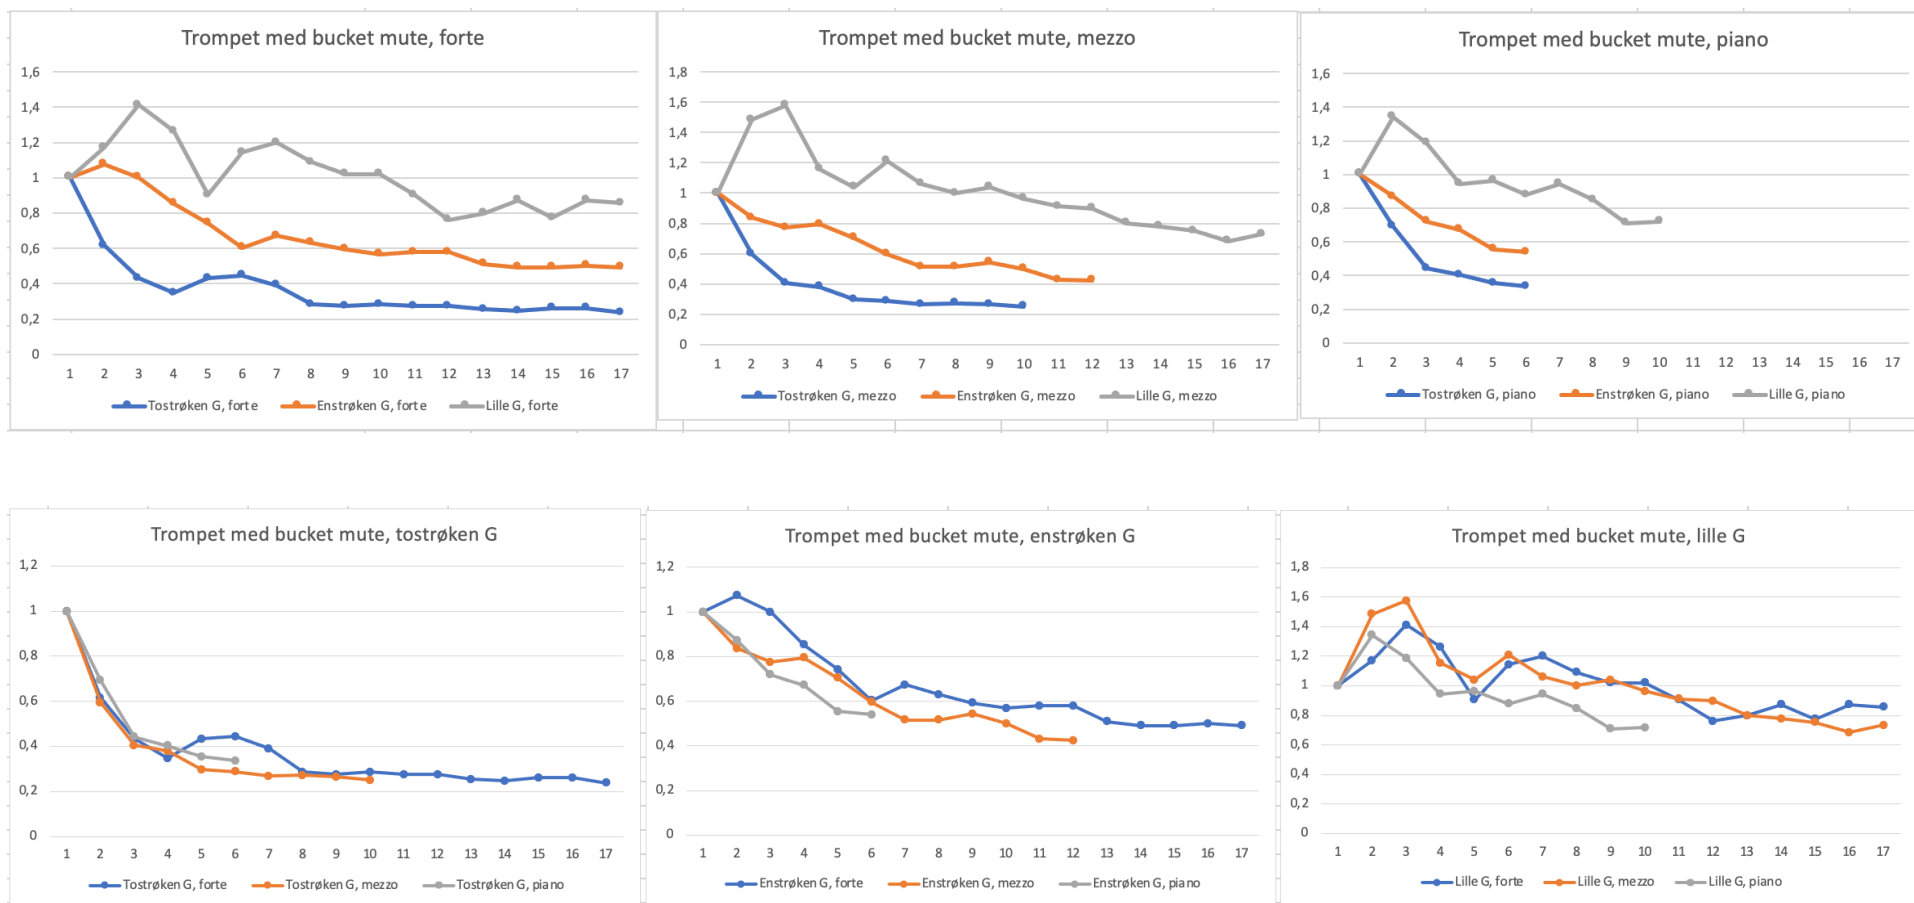 Trompet med bucket mute, forte
1,6
1,4
1,2
1
0,8
0,6
0,4
0,2
0
1 2 3 4 5 6 7 8 9 10 11 12 13 14 15 16 17
Tostrøken G, forte Enstrøken G, forte Lille G, forte
Trompet med bucket mute, mezzo
1,8
1,6
1,4
1,2
1
0,8
0,6
0,4
0,2
0
1 2 3 4 5 6 7 8 9 10 11 12 13 14 15 16 17
Tostrøken G, mezzo Enstrøken G, mezzo Lille G, mezzo
Trompet med bucket mute, piano
1,6
1,4
1,2
1
0,8
0,6
0,4
0,2
0
1 2 3 4 5 6 7 8 9 10 11 12 13 14 15 16 17
Tostrøken G, piano Enstrøken G, piano Lille G, piano
Trompet med bucket mute, tostrøken G
1,2
1
0,8
0,6
0,4
0,2
0
1 2 3 4 5 6 7 8 9 10 11 12 13 14 15 16 17
Tostrøken G, forte Tostrøken G, mezzo Tostrøken G, piano
Trompet med bucket mute, enstrøken G
1,2
1
0,8
0,6
0,4
0,2
0
1 2 3 4 5 6 7 8 9 10 11 12 13 14 15 16 17
Enstrøken G, forte Enstrøken G, mezzo Enstrøken G, piano
Trompet med bucket mute, lille G
1,8
1,6
1,4
1,2
1
0,8
0,6
0,4
0,2
0
1 2 3 4 5 6 7 8 9 10 11 12 13 14 15 16 17
Lille G, forte Lille G, mezzo Lille G, piano